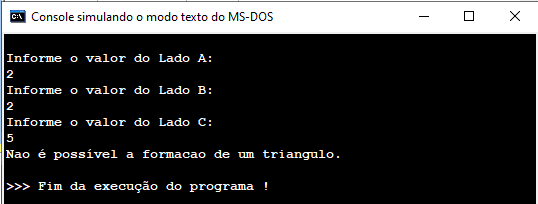 Console simulando o modo texto do MS-DOS
Informe o valor do Lado A:
2
Informe o valor do Lado B:
2
Informe o valor do Lado C:
5
Nao é possível a formacao de um triangulo.
>>> Fim da execução do programa !